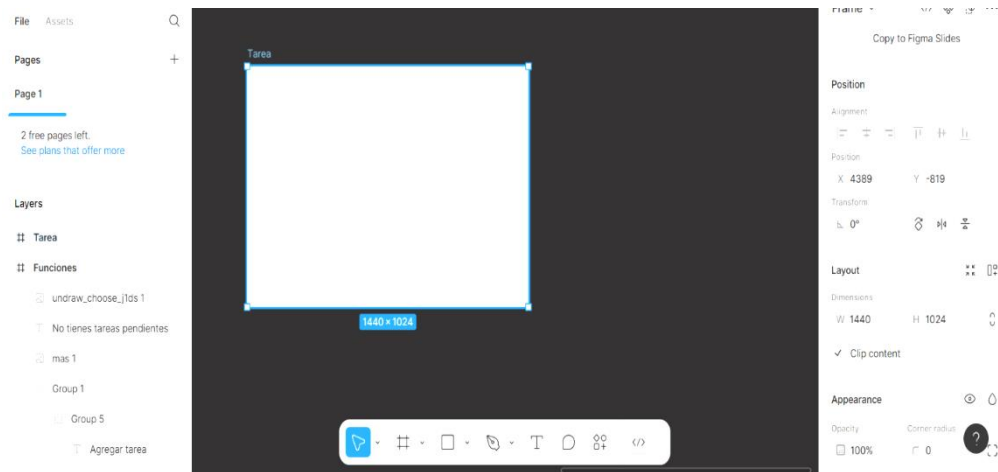 File Assets
Pages
Page 1
2 free pages left.
See plans that offer more
Layers
Tarea
Funciones
undraw_choose_j1ds 1
No tienes tareas pendientes
mas 1
Group 1
Group 5
Agregar tarea
Tarea
1440 × 1024
Frame
Copy to Figma Slides
Position
Alignment
Position
X 4389 Y -819
Transform
0°
Layout
Dimensions
W 1440 H 1024
Clip content
Appearance
Opacity Corner radius
100% 0
?